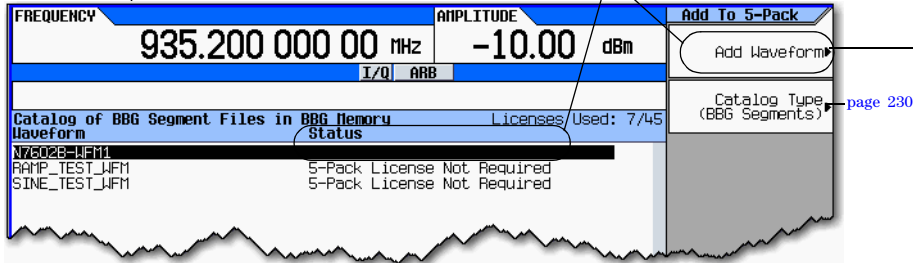 FREQUENCY AMPLITUDE Add To 5-Pack
935.200 000 00 MHz -10.00 dBm Add Waveform
I/Q ARB
Catalog Type page 230
(BBG Segments)
Catalog of BBG Segment Files in BBG Memory Licenses Used: 7/45
Waveform Status
N7602B-WFM1
RAMP_TEST_WFM 5-Pack License Not Required
SINE_TEST_WFM 5-Pack License Not Required